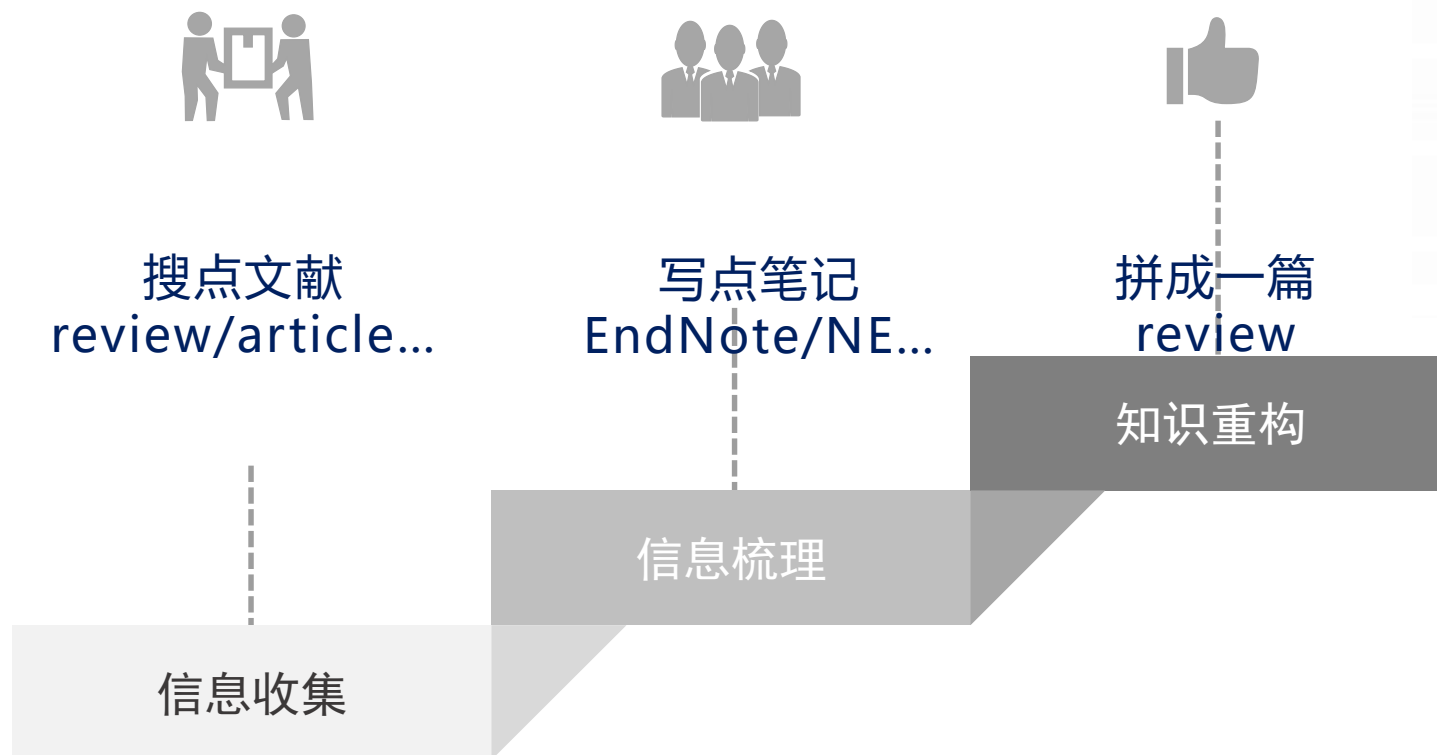 搜点文献
review/article...
写点笔记
EndNote/NE...
拼成一篇
review
知识重构
信息梳理
信息收集